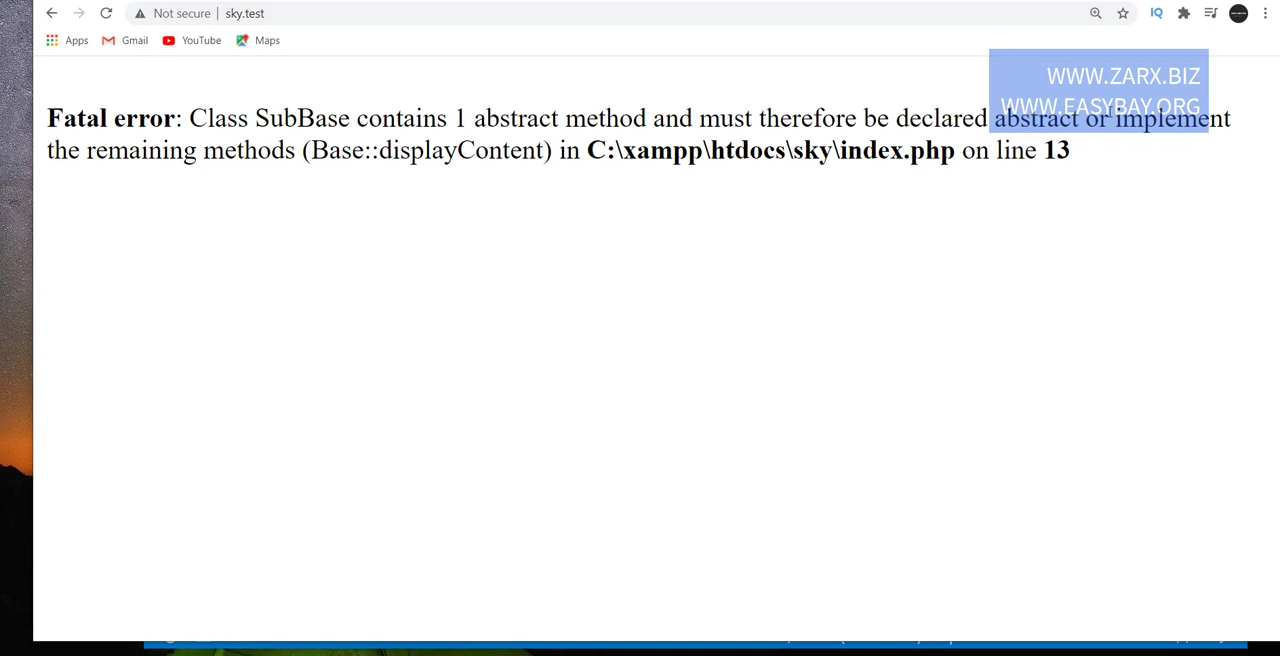 Not secure | sky.test
IQ
Apps Gmail YouTube Maps
WWW.ZARX.BIZ
WWW.EASYBAY.ORG
Fatal error: Class SubBase contains 1 abstract method and must therefore be declared abstract or implement
the remaining methods (Base::displayContent) in C:\xampp\htdocs\sky\index.php on line 13